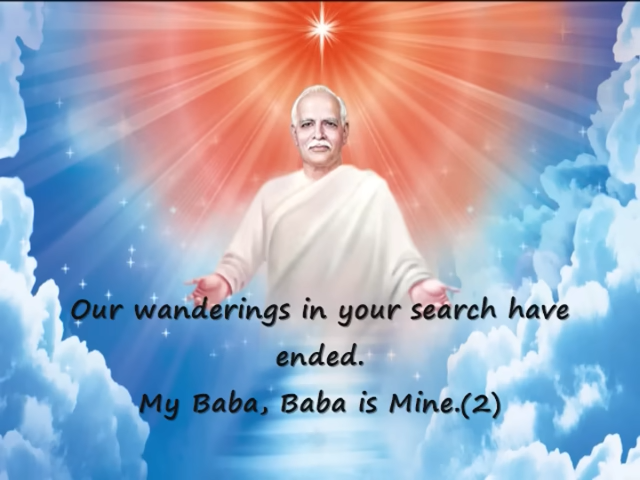 Our wanderings in your search have
ended.
My Baba, Baba is Mine.(2)